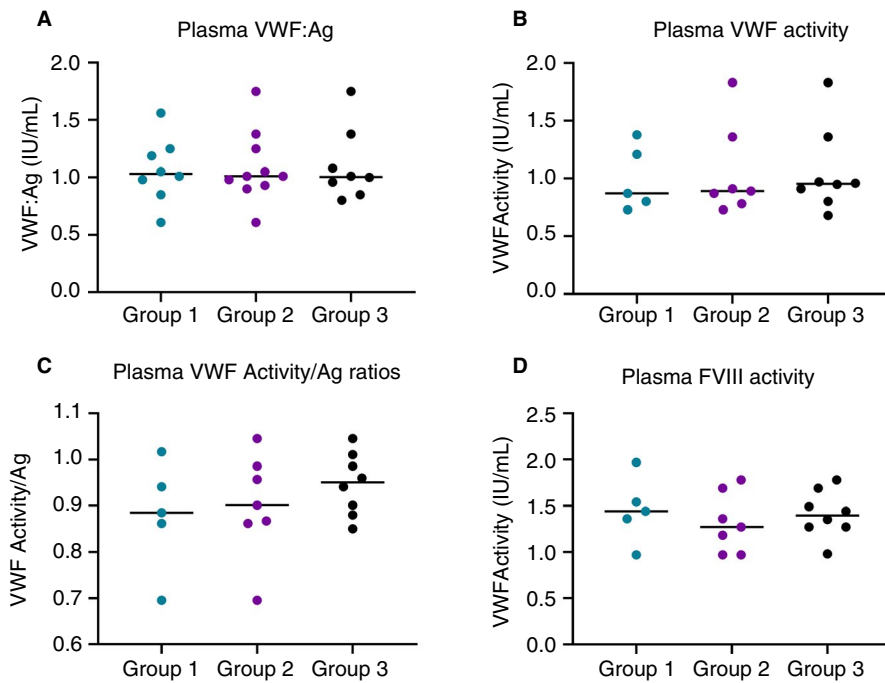 A
Plasma VWF:Ag
VWF:Ag (IU/mL)
2.0
1.5
1.0
0.5
0.0
Group 1 Group 2 Group 3
B
Plasma VWF activity
VWFActivity (IU/mL)
2.0
1.5
1.0
0.5
0.0
Group 1 Group 2 Group 3
C
Plasma VWF Activity/Ag ratios
VWF Activity/Ag
1.1
1.0
0.9
0.8
0.7
0.6
Group 1 Group 2 Group 3
D
Plasma FVIII activity
VWFActivity (IU/mL)
2.5
2.0
1.5
1.0
0.5
0.0
Group 1 Group 2 Group 3